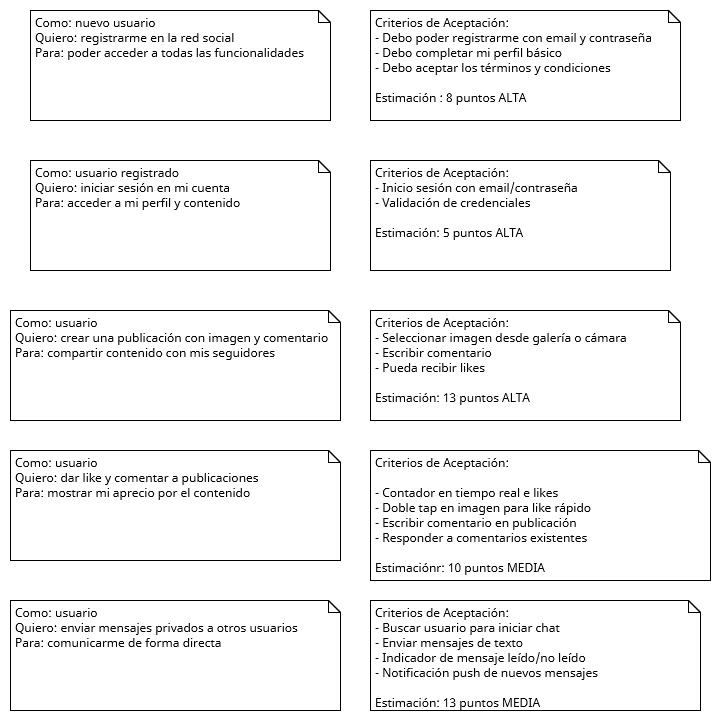 Como: nuevo usuario
Quiero: registrarme en la red social
Para: poder acceder a todas las funcionalidades
Criterios de Aceptación:
- Debo poder registrarme con email y contraseña
- Debo completar mi perfil básico
- Debo aceptar los términos y condiciones
Estimación : 8 puntos ALTA
Como: usuario registrado
Quiero: iniciar sesión en mi cuenta
Para: acceder a mi perfil y contenido
Criterios de Aceptación:
- Inicio sesión con email/contraseña
- Validación de credenciales
Estimación: 5 puntos ALTA
Como: usuario
Quiero: crear una publicación con imagen y comentario
Para: compartir contenido con mis seguidores
Criterios de Aceptación:
- Seleccionar imagen desde galería o cámara
- Escribir comentario
- Pueda recibir likes
Estimación: 13 puntos ALTA
Como: usuario
Quiero: dar like y comentar a publicaciones
Para: mostrar mi aprecio por el contenido
Criterios de Aceptación:
- Contador en tiempo real e likes
- Doble tap en imagen para like rápido
- Escribir comentario en publicación
- Responder a comentarios existentes
Estimaciónr: 10 puntos MEDIA
Como: usuario
Quiero: enviar mensajes privados a otros usuarios
Para: comunicarme de forma directa
Criterios de Aceptación:
- Buscar usuario para iniciar chat
- Enviar mensajes de texto
- Indicador de mensaje leído/no leído
- Notificación push de nuevos mensajes
Estimación: 13 puntos MEDIA